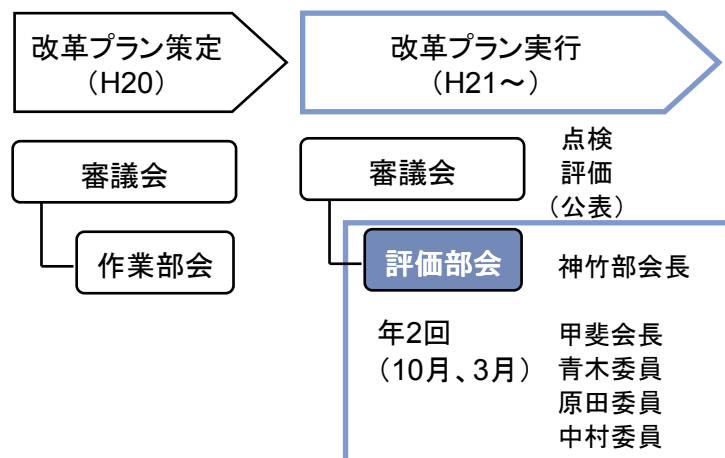 改革プラン策定
（H20）
改革プラン実行
（H21～）
審議会
作業部会
審議会
点検
評価
（公表）
評価部会
神竹部会長
年2回
（10月、3月）
甲斐会長
青木委員
原田委員
中村委員